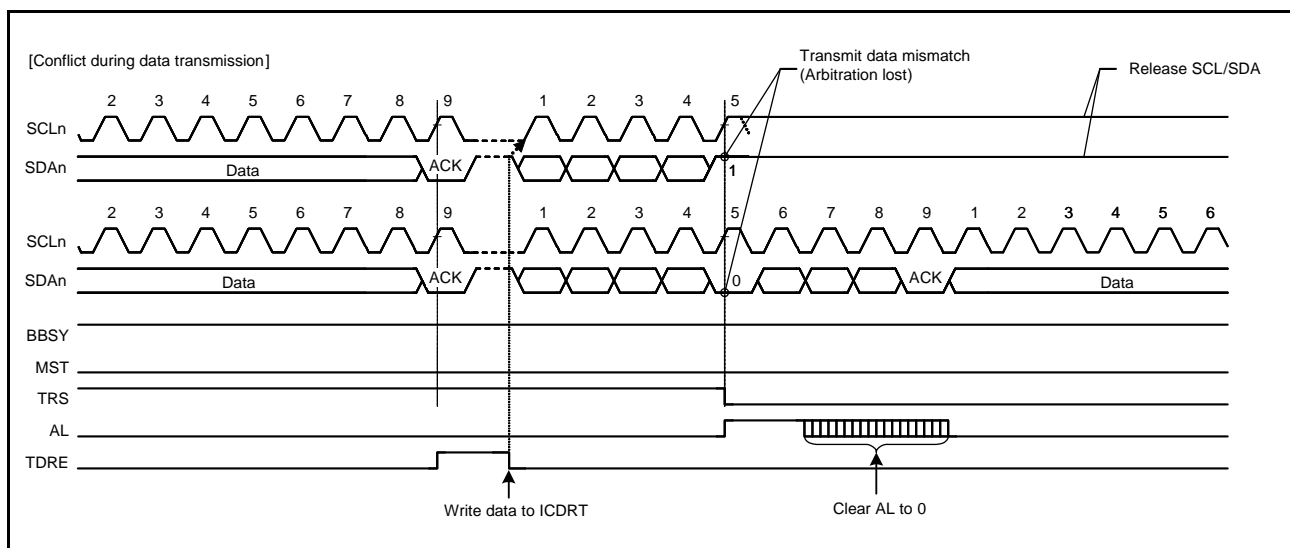 [Conflict during data transmission]
Transmit data mismatch
(Arbitration lost)
Release SCL/SDA
2 3 4 5 6 7 8 9 1 2 3 4 5
SCLn
SDAn Data ACK 1
2 3 4 5 6 7 8 9 1 2 3 4 5 6 7 8 9 1 2 3 4 5 6
SCLn
SDAn Data ACK 0 ACK Data
BBSY
MST
TRS
AL
TDRE
Write data to ICDRT
Clear AL to 0